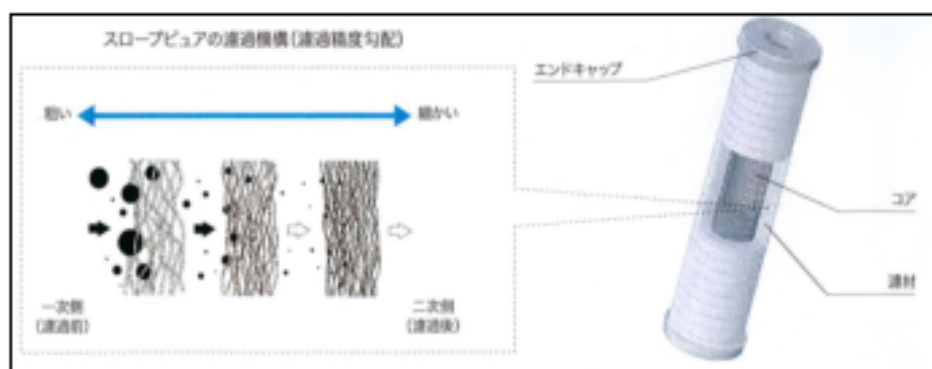 スロープピュアの濾過機構(濾過精度勾配)
粗い
細かい
一次側
(濾過前)
二次側
(濾過後)
エンドキャップ
コア
濾材